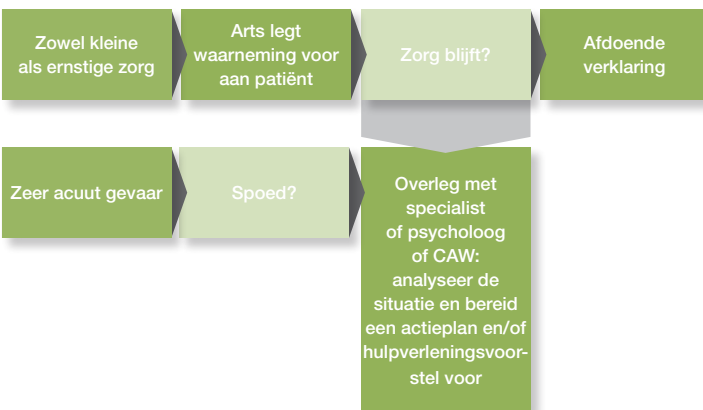 Zowel kleine
als ernstige zorg
Arts legt
waarneming voor
aan patiënt
Zorg blijft?
Afdoende
verklaring
Zeer acuut gevaar
Spoed?
Overleg met
specialist
of psycholoog
of CAW:
analyseer de
situatie en bereid
een actieplan en/of
hulpverleningsvoor-
stel voor